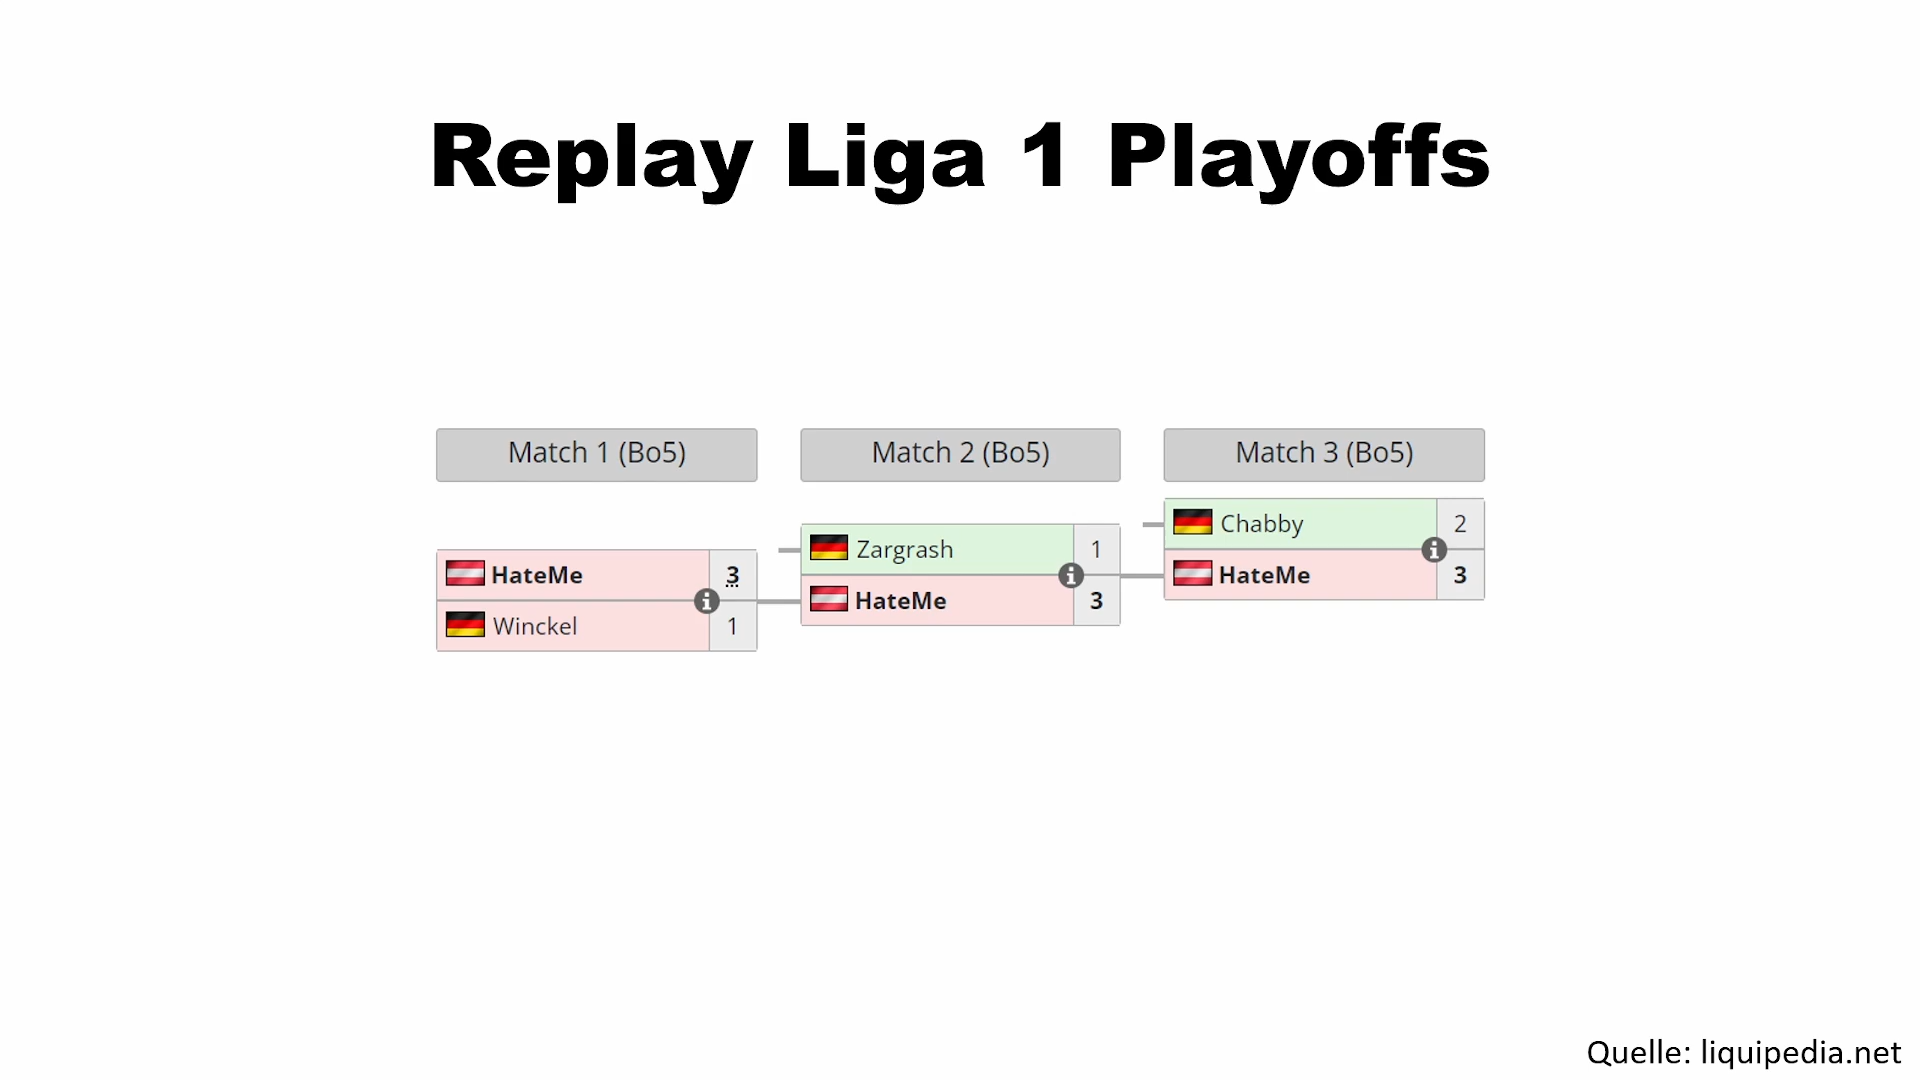 Replay Liga 1 Playoffs
Match 1 (Bo5)
HateMe 3
Winckel 1
Match 2 (Bo5)
Zargrash 1
HateMe 3
Match 3 (Bo5)
Chabby 2
HateMe 3
Quelle: liquipedia.net